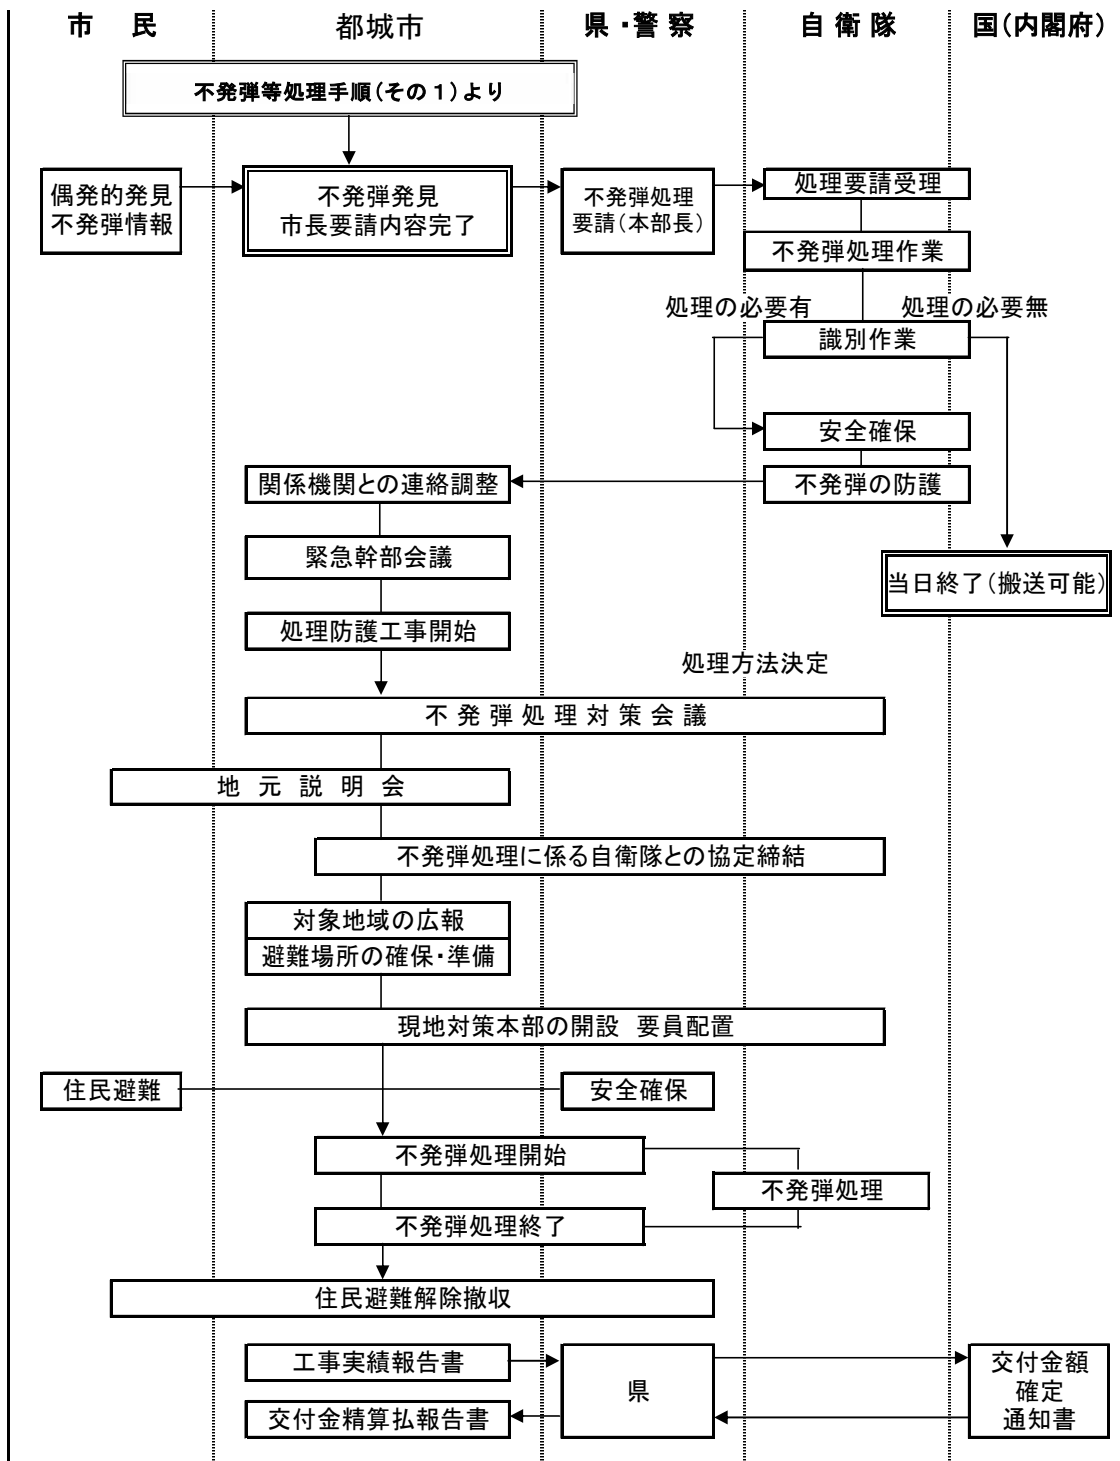 市　民
都城市
県・警察
自衛隊
国(内閣府)
不発弾等処理手順(その１)より
偶発的発見
不発弾情報
不発弾発見
市長要請内容完了
不発弾処理
要請(本部長)
処理要請受理
不発弾処理作業
処理の必要有
処理の必要無
識別作業
安全確保
関係機関との連絡調整
不発弾の防護
緊急幹部会議
当日終了(搬送可能)
処理防護工事開始
処理方法決定
不発弾処理対策会議
地元説明会
不発弾処理に係る自衛隊との協定締結
対象地域の広報
避難場所の確保・準備
現地対策本部の開設　要員配置
住民避難
安全確保
不発弾処理開始
不発弾処理
不発弾処理終了
住民避難解除撤収
工事実績報告書
県
交付金額
確定
通知書
交付金精算払報告書